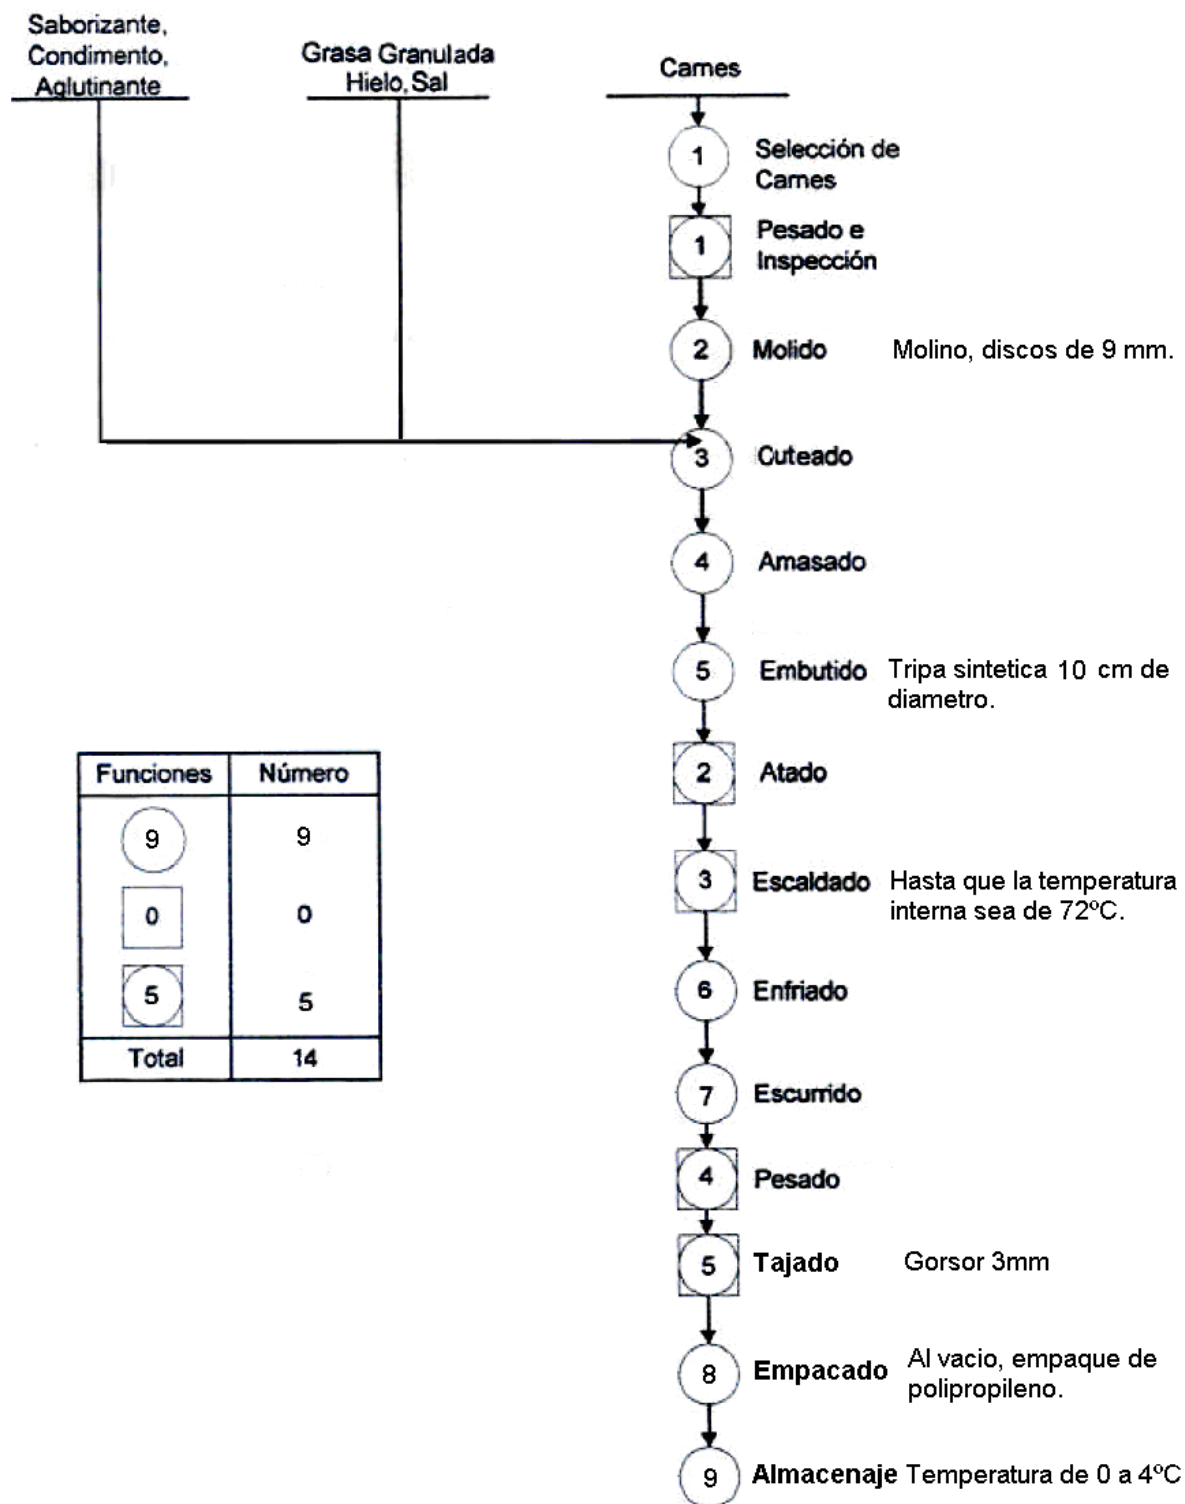 Saborizante,
Condimento,
Aglutinante
Grasa Granulada
Hielo, Sal
Carnes
1 Selección de
Carnes
1 Pesado e
Inspección
2 Molido Molino, discos de 9 mm.
3 Cuteado
4 Amasado
5 Embutido Tripa sintetica 10 cm de
diametro.
2 Atado
3 Escaldado Hasta que la temperatura
interna sea de 72ºC.
6 Enfriado
7 Escurrido
4 Pesado
5 Tajado Gorsor 3mm
8 Empacado Al vacio, empaque de
polipropileno.
9 Almacenaje Temperatura de 0 a 4ºC
Funciones Número
9 9
0 0
5 5
Total 14